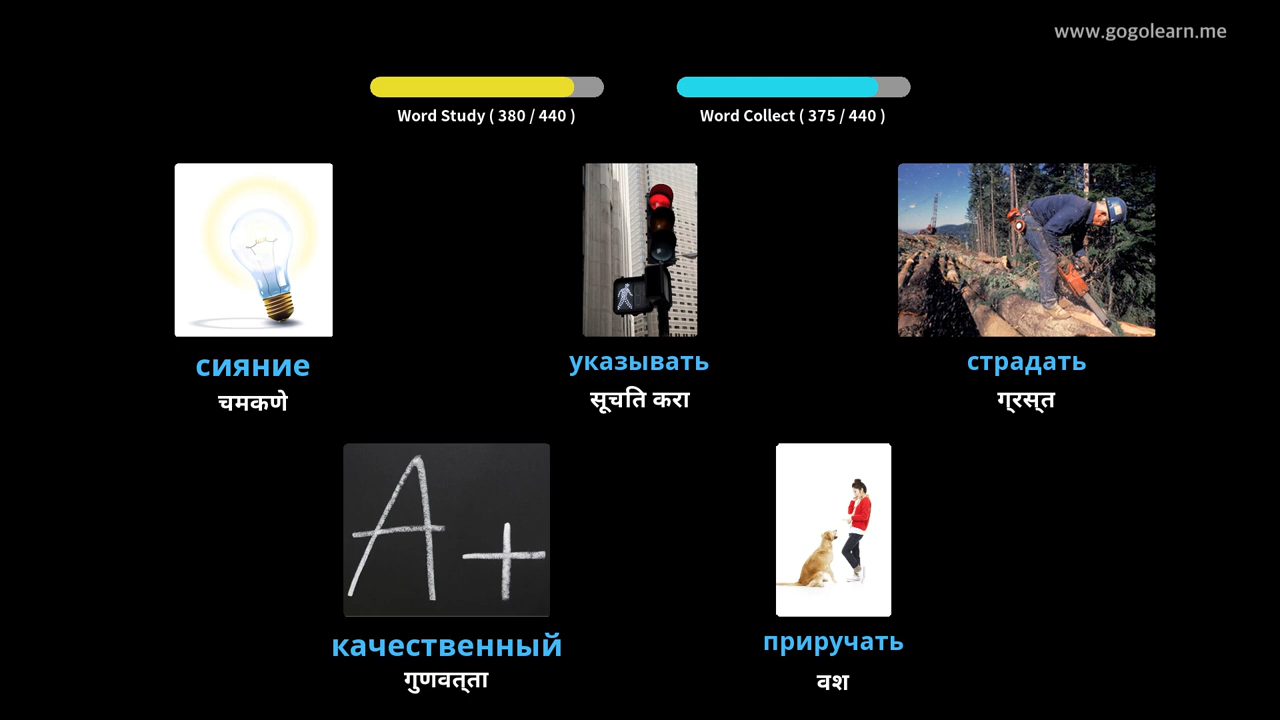 www.gogolearn.me
Word Study ( 380 / 440 )
Word Collect ( 375 / 440 )
сияние
указывать
страдать
चमकणे
सूचति करा
ग्रस्त
A+
качественный
приручать
गुणवत्ता
वश